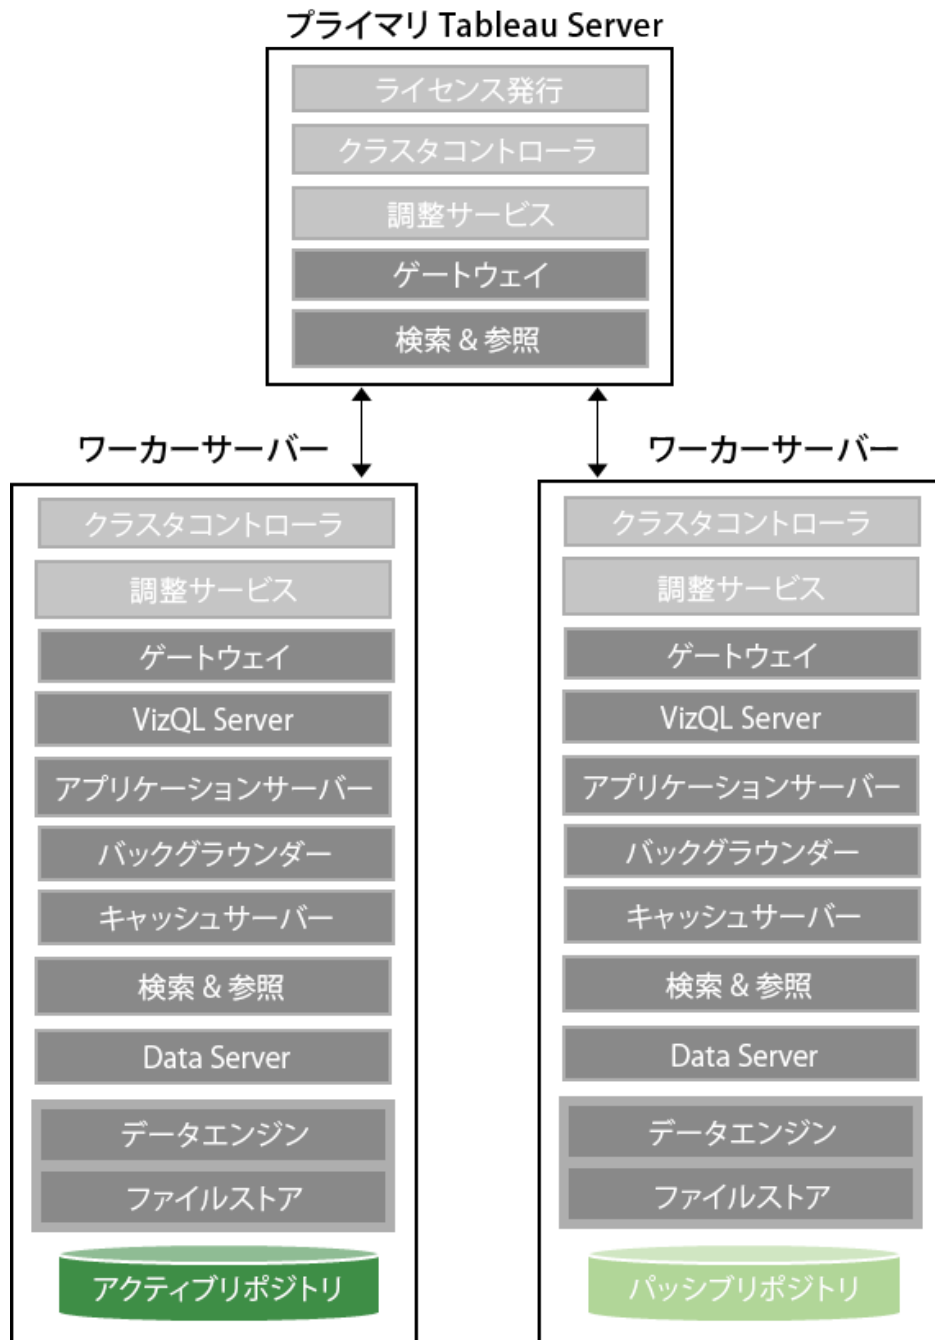 プライマリ Tableau Server
ライセンス発行
クラスタコントローラ
調整サービス
ゲートウェイ
検索 & 参照
ワーカーサーバー
クラスタコントローラ
調整サービス
ゲートウェイ
VizQL Server
アプリケーションサーバー
バックグラウンダー
キャッシュサーバー
検索 & 参照
Data Server
データエンジン
ファイルストア
アクティブリポジトリ
ワーカーサーバー
クラスタコントローラ
調整サービス
ゲートウェイ
VizQL Server
アプリケーションサーバー
バックグラウンダー
キャッシュサーバー
検索 & 参照
Data Server
データエンジン
ファイルストア
パッシブリポジトリ